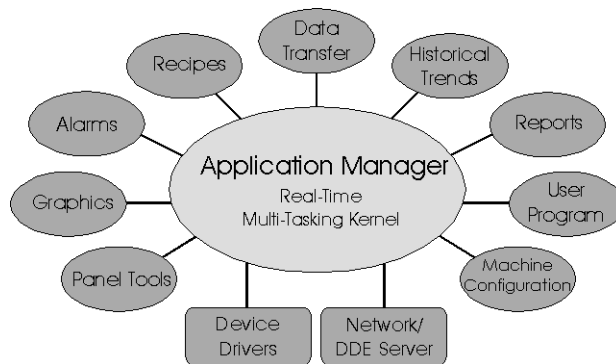 Data
Transfer
Recipes
Historical
Trends
Alarms
Reports
Application Manager
Real-Time
Multi-Tasking Kernel
Graphics
User
Program
Panel Tools
Machine
Configuration
Device
Drivers
Network/
DDE Server